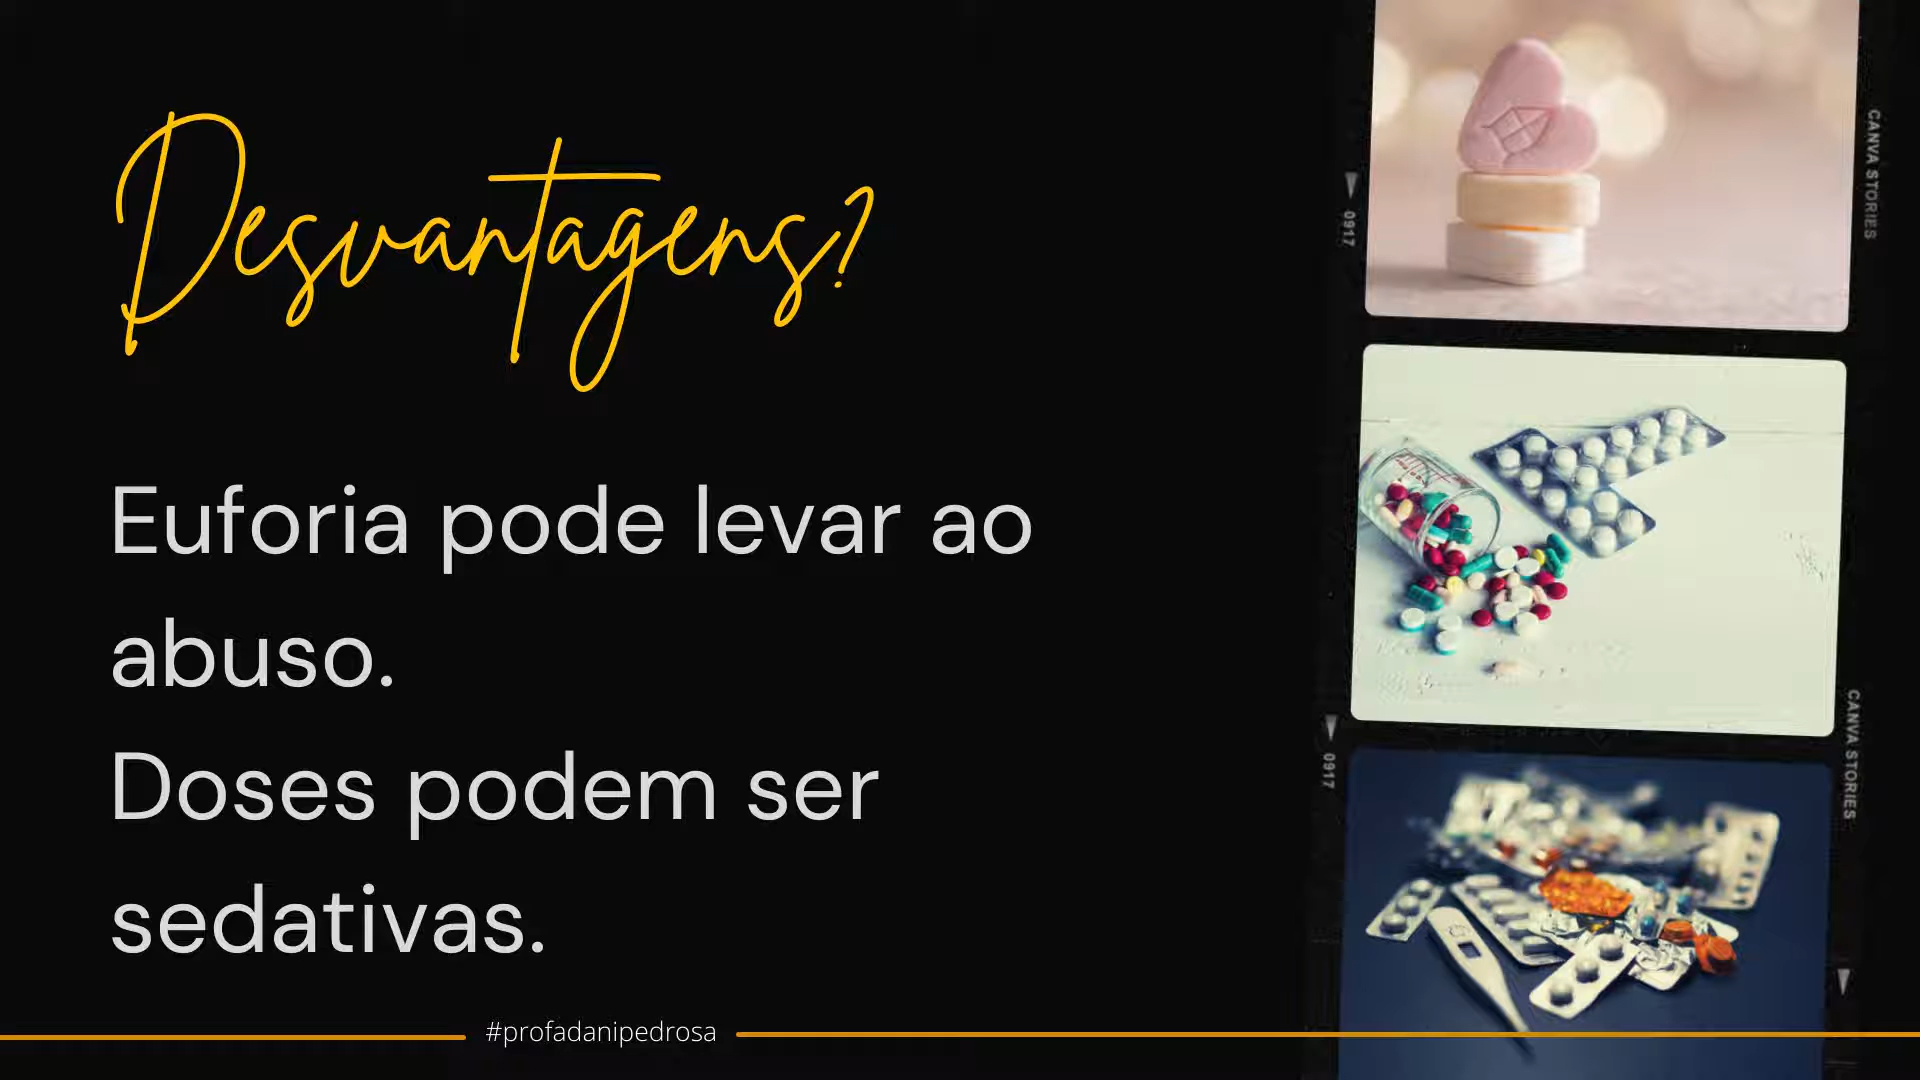 Desvantagens?
Euforia pode levar ao
abuso.
Doses podem ser
sedativas.
#profadanipedrosa
CANVA STORIES
0917
CANVA STORIES
0917